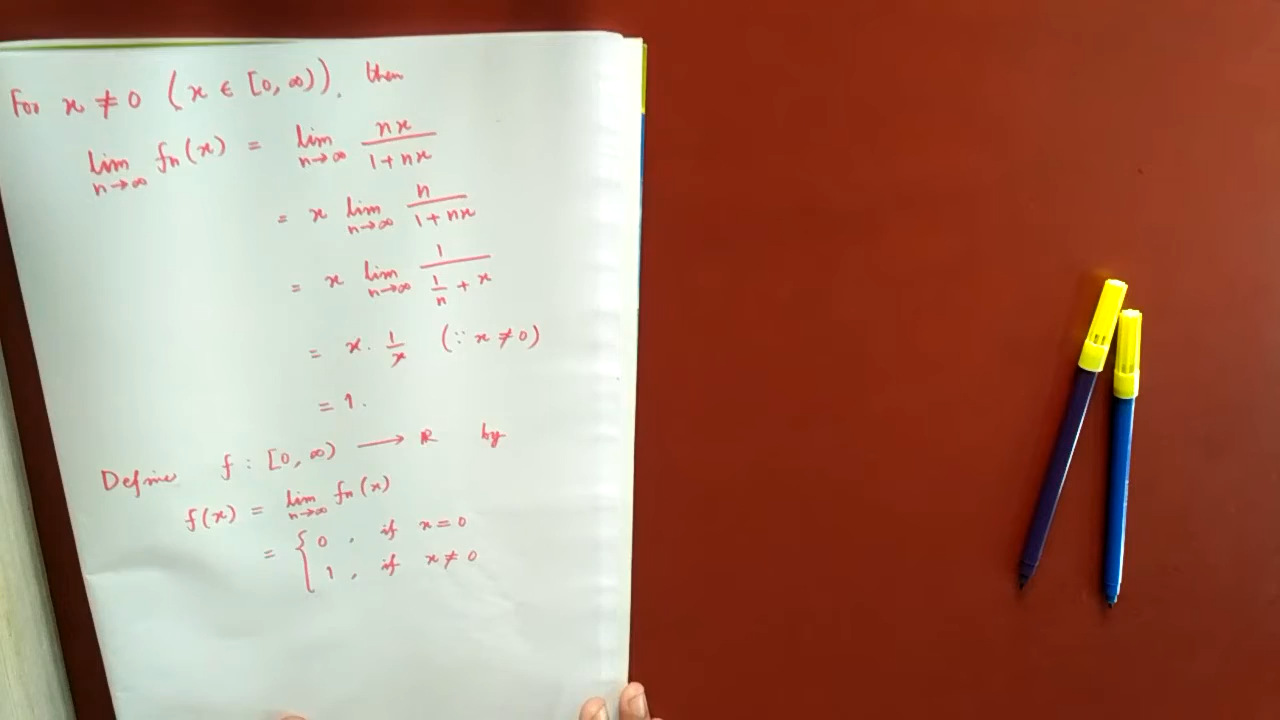 For x ≠ 0 (x ∈ [0, ∞)), then
lim n→∞ fn(x) = lim n→∞ nx / 1 + nx
= x lim n→∞ n / 1 + nx
= x lim n→∞ 1 / 1/n + x
= x · 1/x (∵ x ≠ 0)
= 1.
Define f : [0, ∞) ⟶ ℝ by
f(x) = lim n→∞ fn(x)
= { 0, if x = 0
1, if x ≠ 0